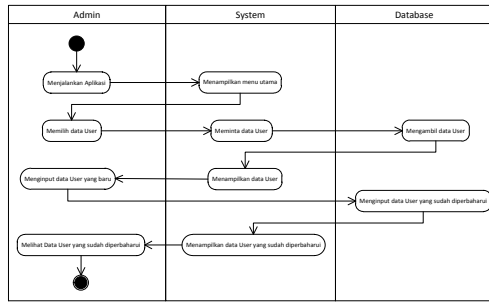 Admin System Database
Menjalankan Aplikasi Menampilkan menu utama
Memilih data User Meminta data User Mengambil data User
Menginput data User yang baru Menampilkan data User
Menginput data User yang sudah diperbaharui
Melihat Data User yang sudah diperbaharui Menampilkan data User yang sudah diperbaharui